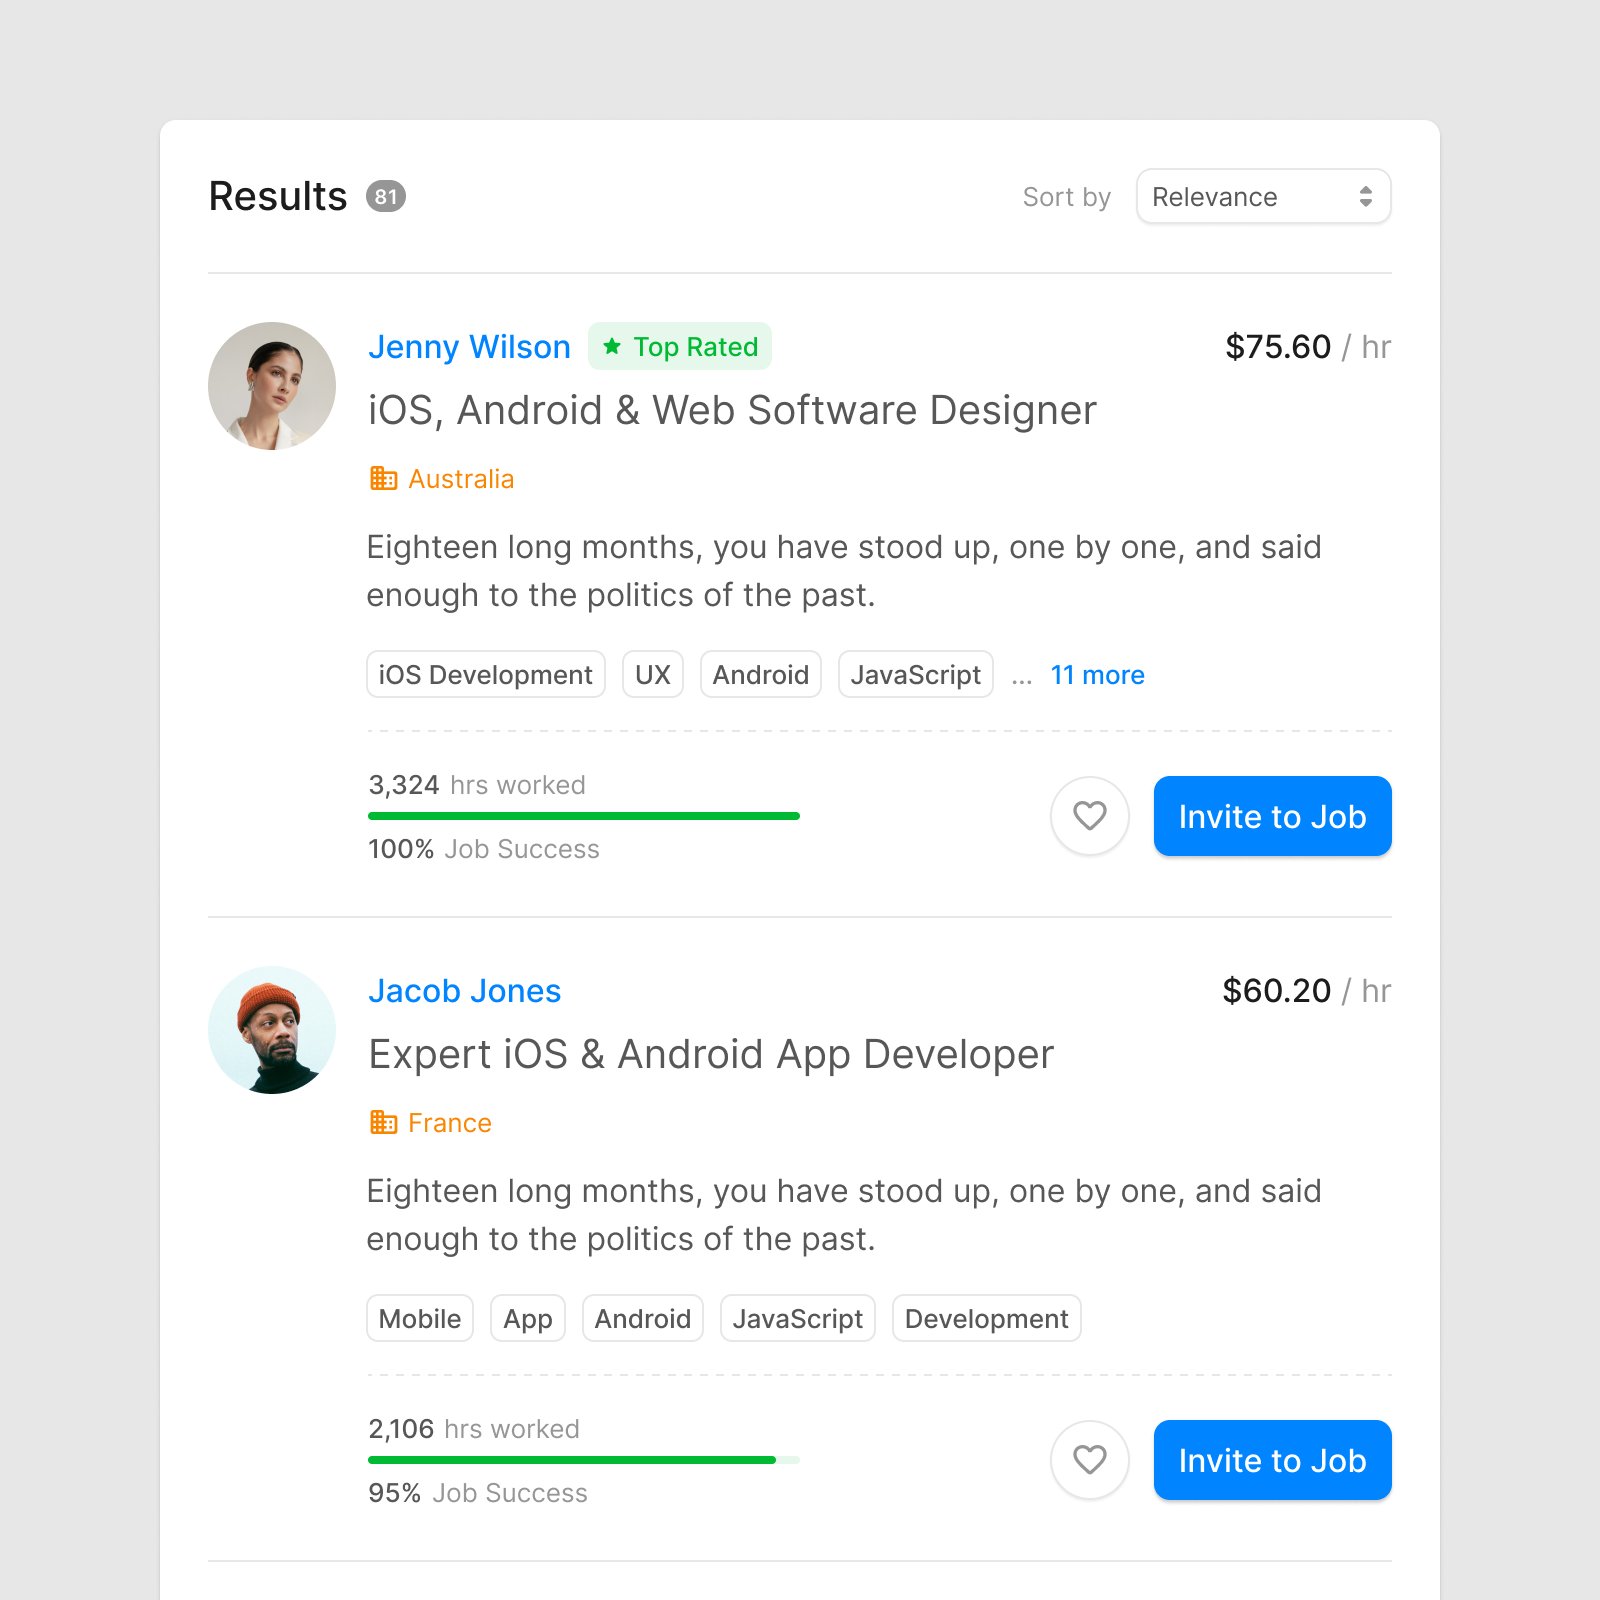 Results 81
Sort by Relevance
Jenny Wilson Top Rated $75.60 / hr
iOS, Android & Web Software Designer
Australia
Eighteen long months, you have stood up, one by one, and said
enough to the politics of the past.
iOS Development UX Android JavaScript ... 11 more
3,324 hrs worked
100% Job Success
Invite to Job
Jacob Jones $60.20 / hr
Expert iOS & Android App Developer
France
Eighteen long months, you have stood up, one by one, and said
enough to the politics of the past.
Mobile App Android JavaScript Development
2,106 hrs worked
95% Job Success
Invite to Job